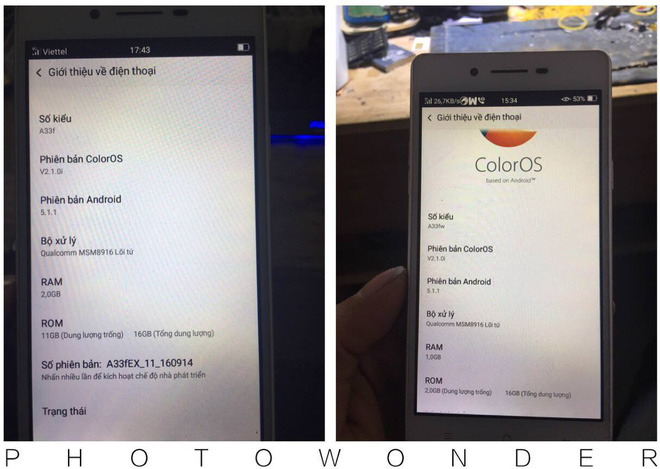 Viettel 17:43
Giới thiệu về điện thoại
Số kiểu
A33f
Phiên bản ColorOS
V2.1.0i
Phiên bản Android
5.1.1
Bộ xử lý
Qualcomm MSM8916 Lõi tứ
RAM
2,0GB
ROM
11GB (Dung lượng trống) 16GB (Tổng dung lượng)
Số phiên bản: A33fEX_11_160914
Nhấn nhiều lần để kích hoạt chế độ nhà phát triển
Trạng thái
26,7KB/s 15:34 53%
Giới thiệu về điện thoại
ColorOS
based on Android™
Số kiểu
A33fw
Phiên bản ColorOS
V2.1.0i
Phiên bản Android
5.1.1
Bộ xử lý
Qualcomm MSM8916 Lõi tứ
RAM
1,0GB
ROM
2,0GB (Dung lượng trống) 16GB (Tổng dung lượng)
PHOTOWONDER